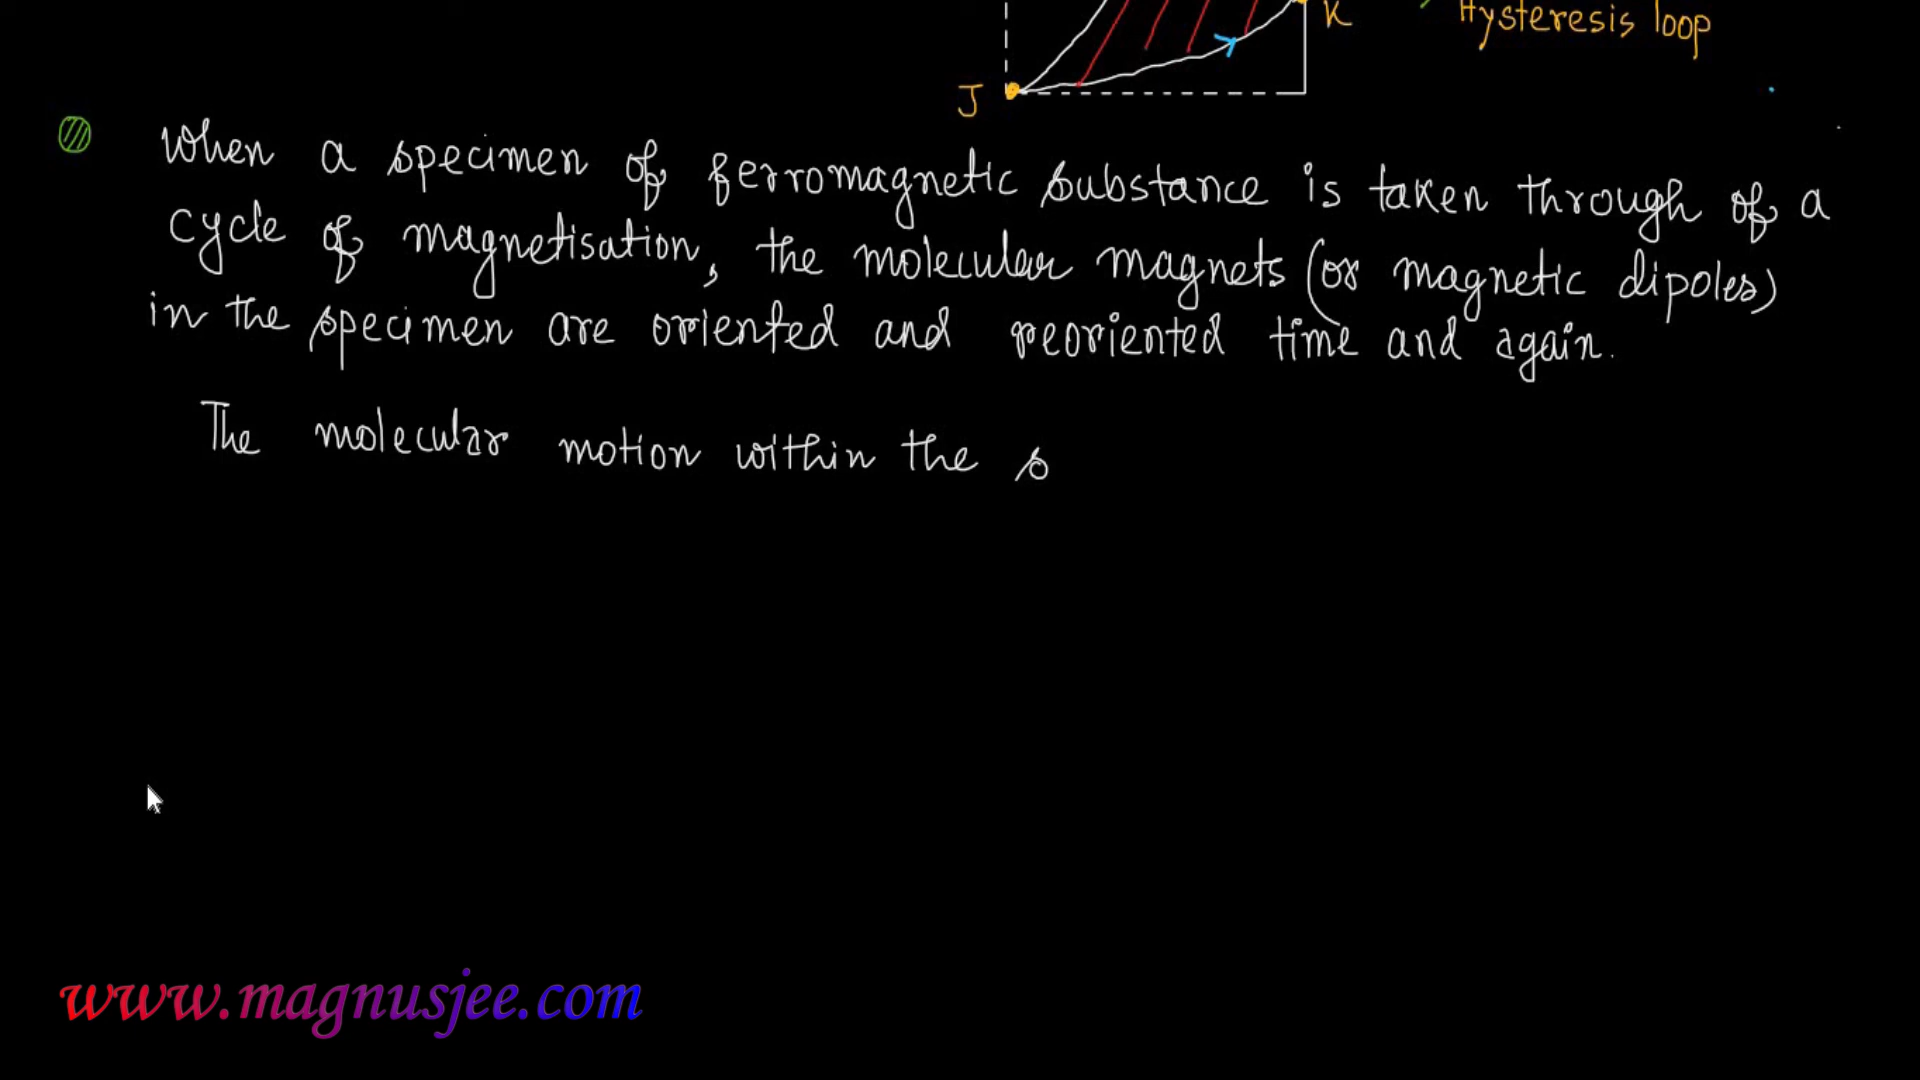 K
Hysteresis loop
J
When a specimen of ferromagnetic substance is taken through of a
cycle of magnetisation, the molecular magnets (or magnetic dipoles)
in the specimen are oriented and reoriented time and again.
The molecular motion within the s
www.magnusjee.com